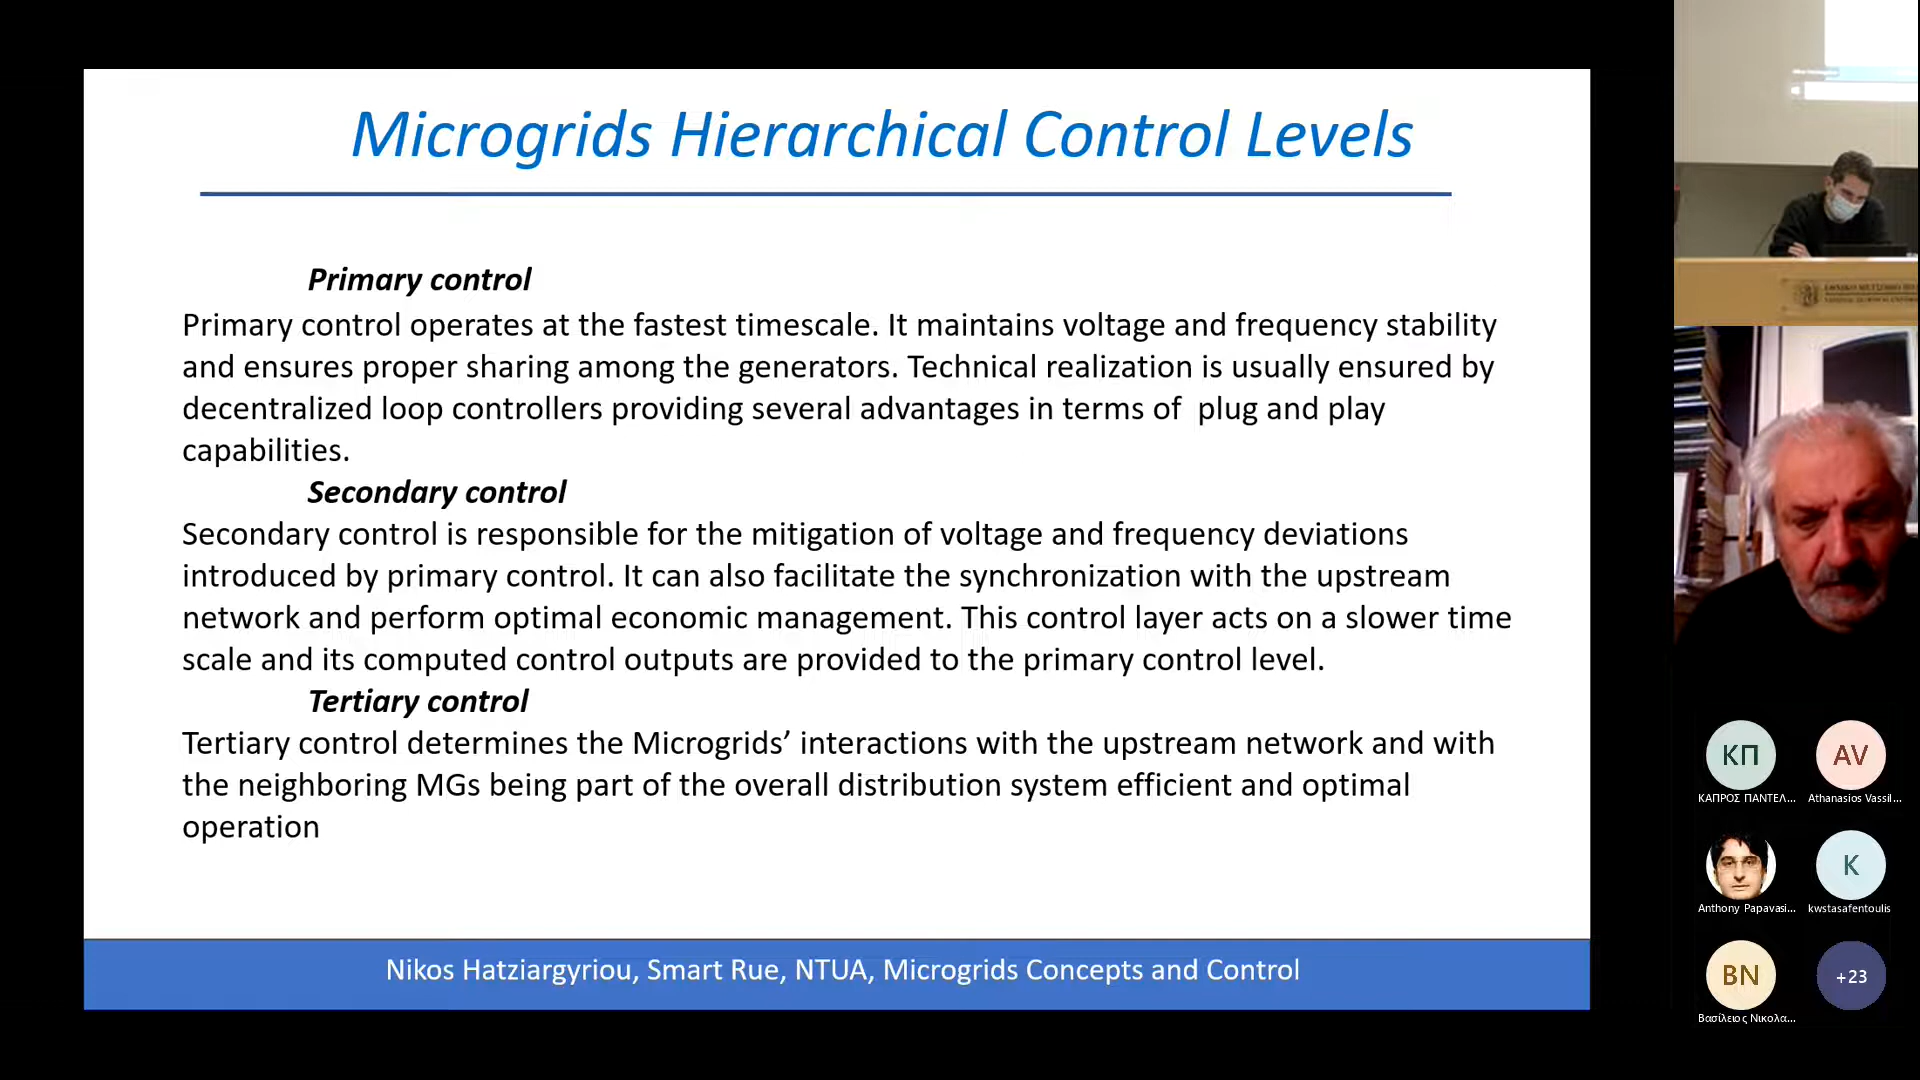 Microgrids Hierarchical Control Levels
Primary control
Primary control operates at the fastest timescale. It maintains voltage and frequency stability
and ensures proper sharing among the generators. Technical realization is usually ensured by
decentralized loop controllers providing several advantages in terms of  plug and play
capabilities.
Secondary control
Secondary control is responsible for the mitigation of voltage and frequency deviations
introduced by primary control. It can also facilitate the synchronization with the upstream
network and perform optimal economic management. This control layer acts on a slower time
scale and its computed control outputs are provided to the primary control level.
Tertiary control
Tertiary control determines the Microgrids’ interactions with the upstream network and with
the neighboring MGs being part of the overall distribution system efficient and optimal
operation
Nikos Hatziargyriou, Smart Rue, NTUA, Microgrids Concepts and Control
ΚΠ
AV
ΚΑΠΡΟΣ ΠΑΝΤΕΛ...
Athanasios Vassil...
K
Anthony Papavasi...
kwstasafentoulis
ΒΝ
+23
Βασίλειος Νικολα...